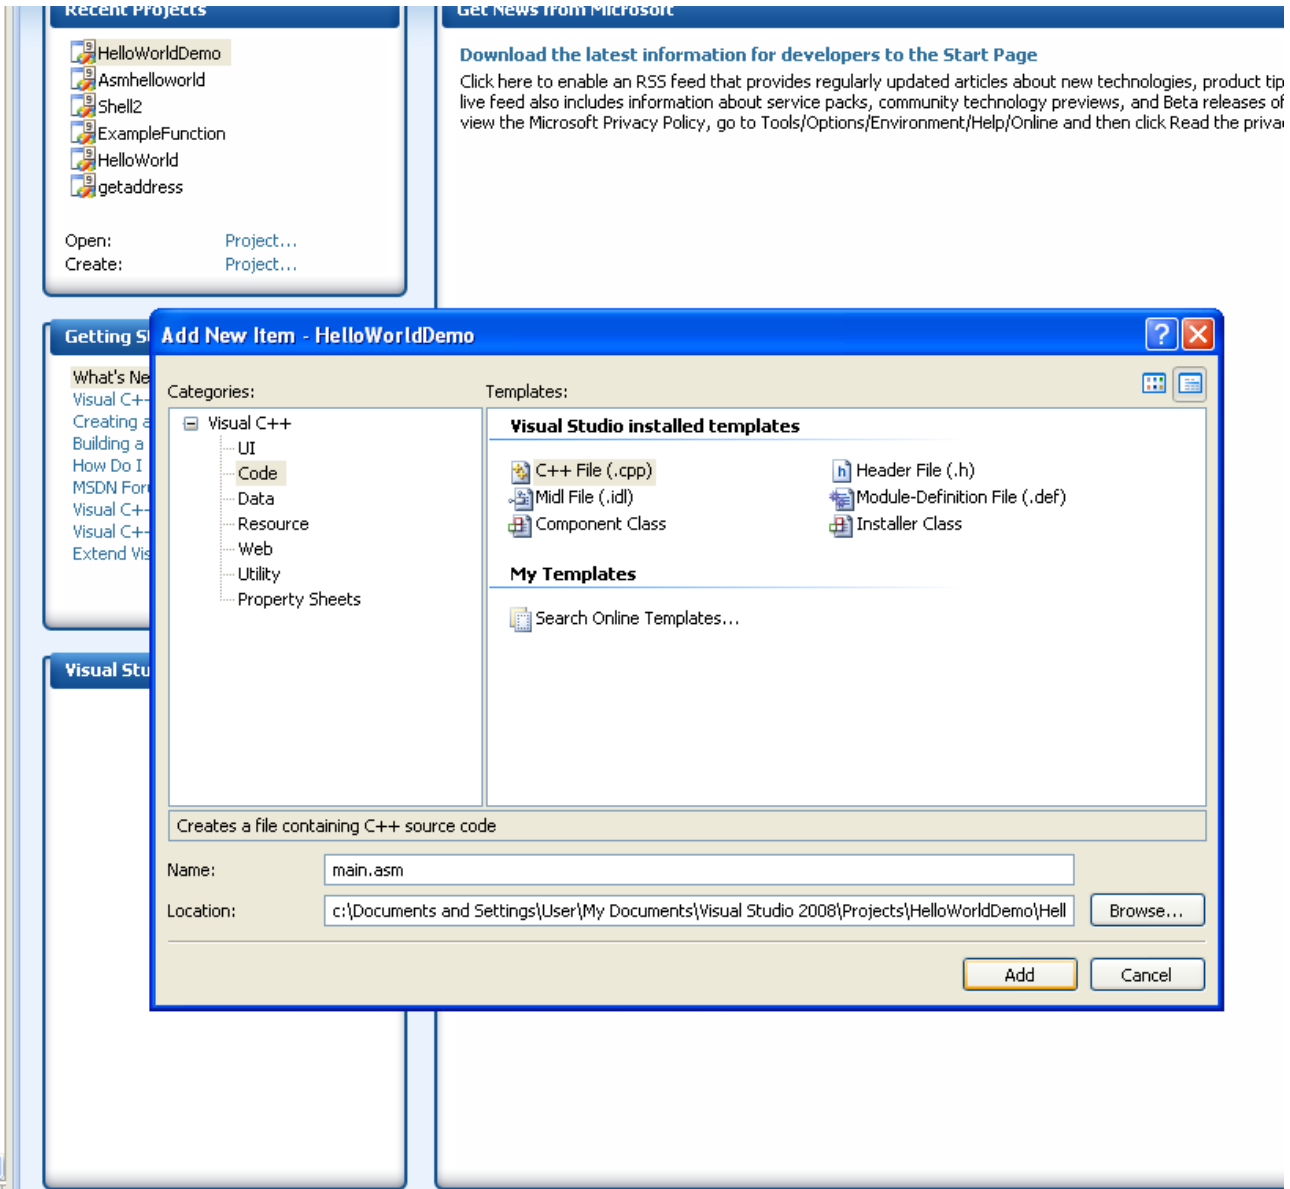 Recent Projects
HelloWorldDemo
Asmhelloworld
Shell2
ExampleFunction
HelloWorld
getaddress
Open: Project...
Create: Project...
Get News from Microsoft
Download the latest information for developers to the Start Page
Click here to enable an RSS feed that provides regularly updated articles about new technologies, product tip
live feed also includes information about service packs, community technology previews, and Beta releases of
view the Microsoft Privacy Policy, go to Tools/Options/Environment/Help/Online and then click Read the priva
Getting S
What's Ne
Visual C+
Creating a
Building a
How Do I
MSDN For
Visual C+
Visual C+
Extend Vis
Visual Stu
Add New Item - HelloWorldDemo
Categories:
Visual C++
UI
Code
Data
Resource
Web
Utility
Property Sheets
Templates:
Visual Studio installed templates
C++ File (.cpp)
Header File (.h)
Midl File (.idl)
Module-Definition File (.def)
Component Class
Installer Class
My Templates
Search Online Templates...
Creates a file containing C++ source code
Name: main.asm
Location: c:\Documents and Settings\User\My Documents\Visual Studio 2008\Projects\HelloWorldDemo\Hell
Browse...
Add
Cancel